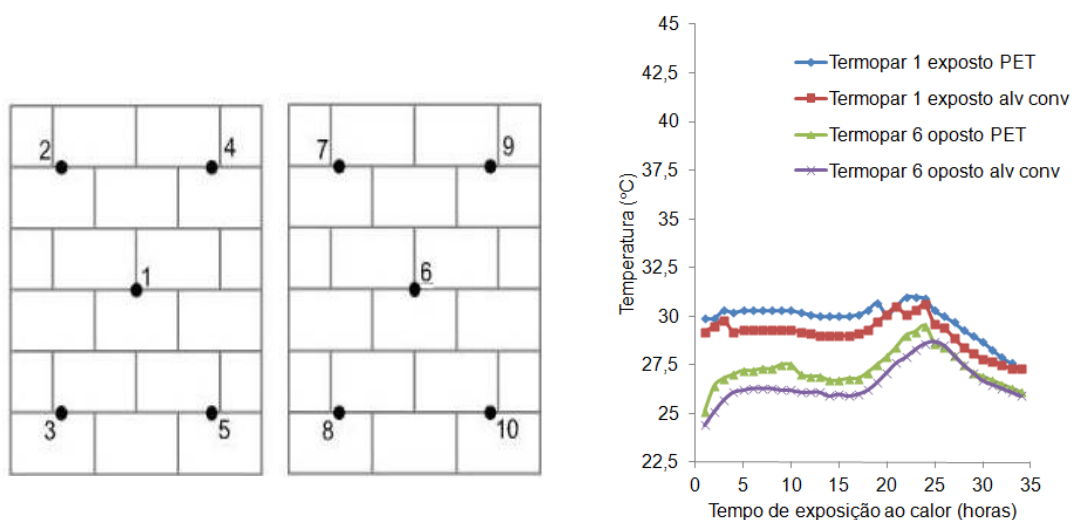 2
4
1
3
5
7
9
6
8
10
45
42,5
40
37,5
35
32,5
30
27,5
25
22,5
Temperatura (ºC)
Termopar 1 exposto PET
Termopar 1 exposto alv conv
Termopar 6 oposto PET
Termopar 6 oposto alv conv
0 5 10 15 20 25 30 35
Tempo de exposição ao calor (horas)